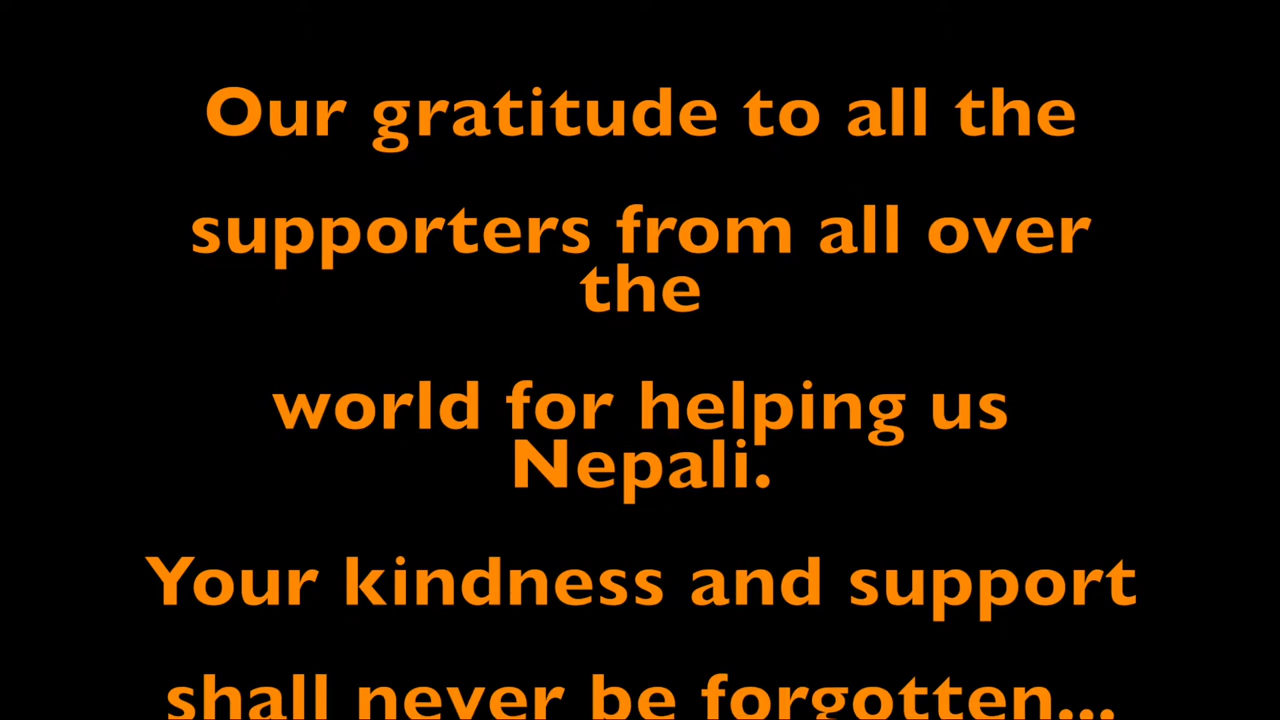 Our gratitude to all the
supporters from all over
the
world for helping us
Nepali.
Your kindness and support
shall never be forgotten...